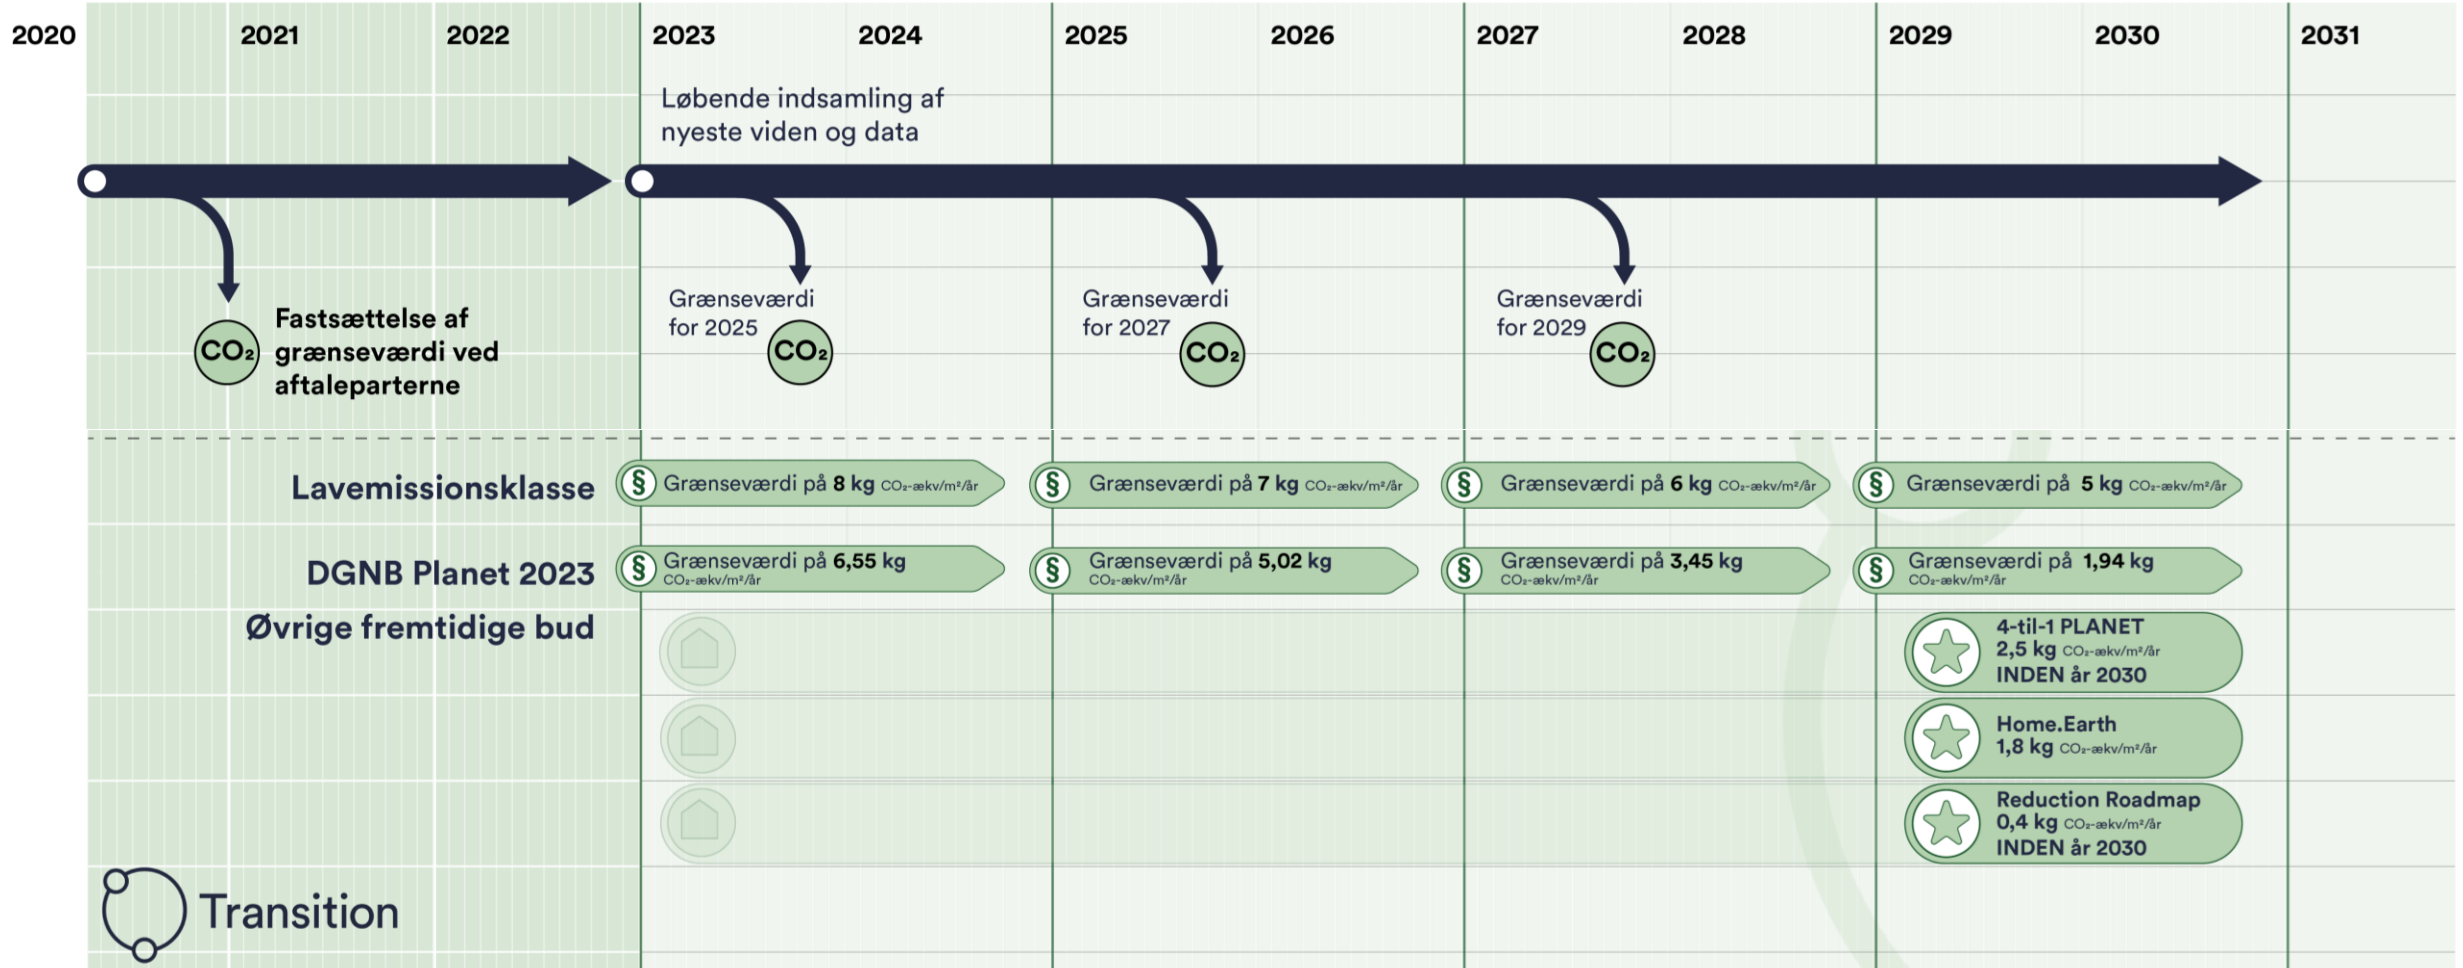 2020 2021 2022 2023 2024 2025 2026 2027 2028 2029 2030 2031
Løbende indsamling af
nyeste viden og data
Fastsættelse af
grænseværdi ved
aftaleparterne
CO₂
Grænseværdi
for 2025
CO₂
Grænseværdi
for 2027
CO₂
Grænseværdi
for 2029
CO₂
Lavemissionsklasse
§ Grænseværdi på 8 kg CO₂-ækv/m²/år
§ Grænseværdi på 7 kg CO₂-ækv/m²/år
§ Grænseværdi på 6 kg CO₂-ækv/m²/år
§ Grænseværdi på 5 kg CO₂-ækv/m²/år
DGNB Planet 2023
§ Grænseværdi på 6,55 kg
CO₂-ækv/m²/år
§ Grænseværdi på 5,02 kg
CO₂-ækv/m²/år
§ Grænseværdi på 3,45 kg
CO₂-ækv/m²/år
§ Grænseværdi på 1,94 kg
CO₂-ækv/m²/år
Øvrige fremtidige bud
4-til-1 PLANET
2,5 kg CO₂-ækv/m²/år
INDEN år 2030
Home.Earth
1,8 kg CO₂-ækv/m²/år
Reduction Roadmap
0,4 kg CO₂-ækv/m²/år
INDEN år 2030
Transition